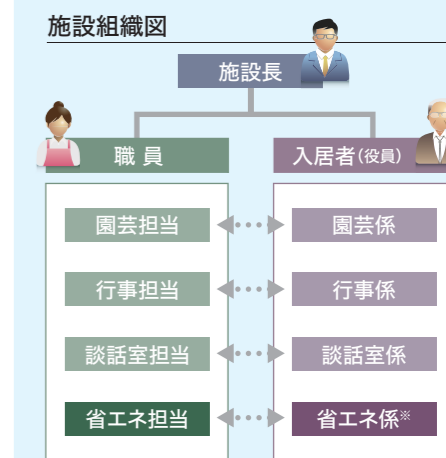 施設組織図
施設長
職 員
入居者(役員)
園芸担当
園芸係
行事担当
行事係
談話室担当
談話室係
省エネ担当
省エネ係※